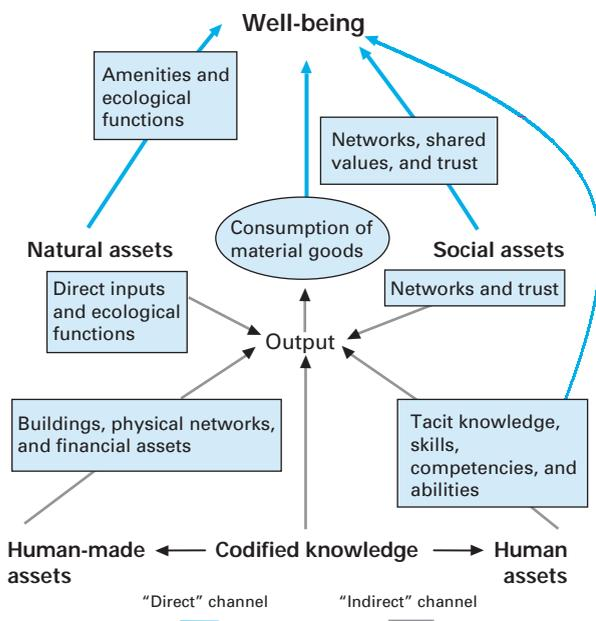 Well-being
Amenities and
ecological
functions
Networks, shared
values, and trust
Consumption of
material goods
Natural assets
Social assets
Direct inputs
and ecological
functions
Networks and trust
Output
Buildings, physical networks,
and financial assets
Tacit knowledge,
skills,
competencies, and
abilities
Human-made
assets
Codified knowledge
Human
assets
“Direct” channel
“Indirect” channel